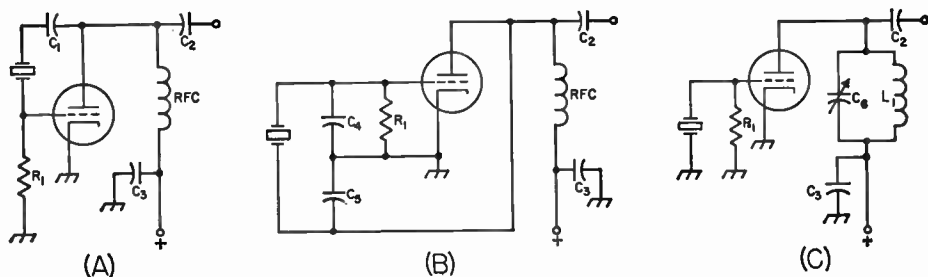 C1
C2
RFC
R1
C3
+
(A)
C2
RFC
C4
R1
C5
C3
+
(B)
C2
R1
C6
L1
C3
+
(C)